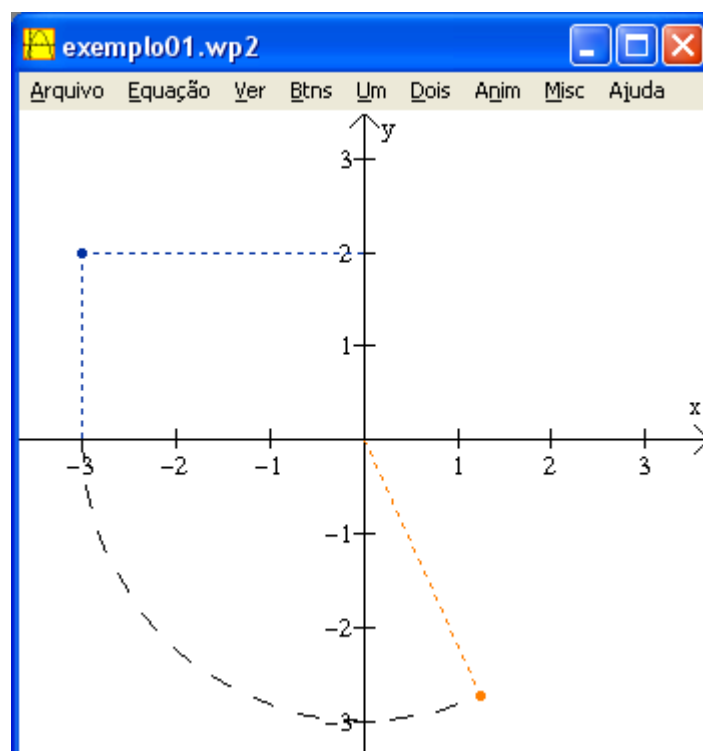 exemplo01.wp2
Arquivo Equação Ver Btns Um Dois Anim Misc Ajuda
y
3
2
1
x
-3 -2 -1 1 2 3
-1
-2
-3